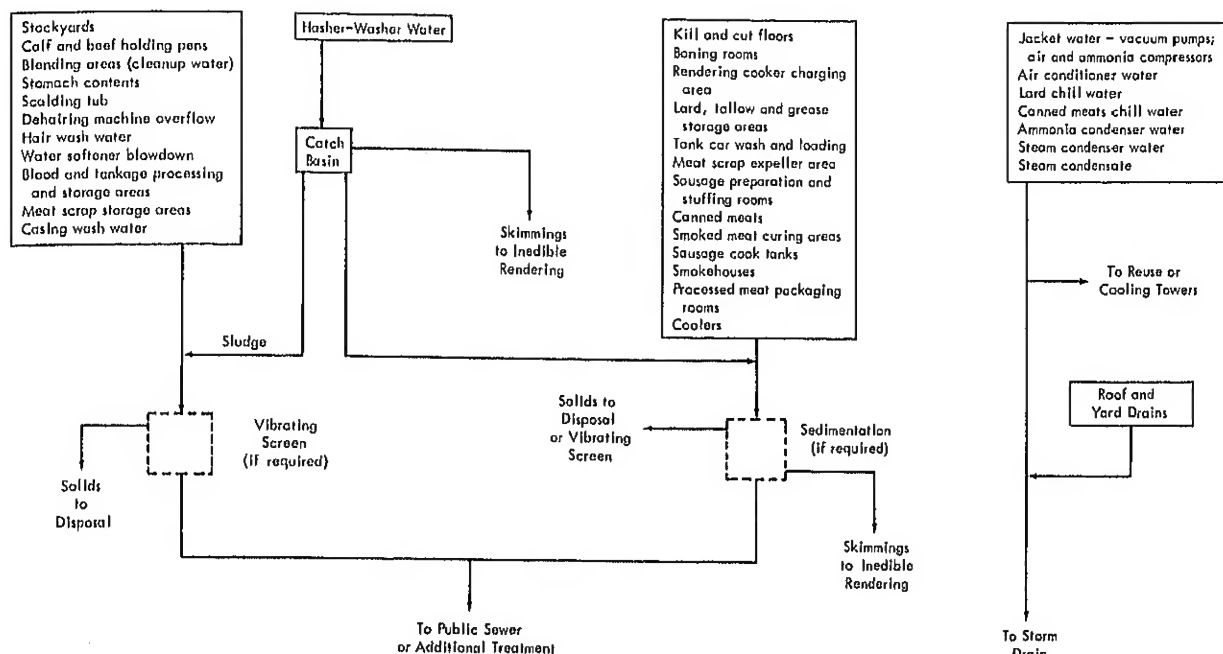 Stockyards
Calf and beef holding pens
Blending areas (cleanup water)
Stomach contents
Scalding tub
Dehairing machine overflow
Hair wash water
Water softener blowdown
Blood and tankage processing
and storage areas
Meat scrap storage areas
Casing wash water
Hasher-Washer Water
Catch
Basin
Skimmings
to Inedible
Rendering
Sludge
Kill and cut floors
Boning rooms
Rendering cooker charging
area
Lard, tallow and grease
storage areas
Tank car wash and loading
Meat scrap expeller area
Sausage preparation and
stuffing rooms
Canned meats
Smoked meat curing areas
Sausage cook tanks
Smokehouses
Processed meat packaging
rooms
Coolers
Jacket water – vacuum pumps;
air and ammonia compressors
Air conditioner water
Lard chill water
Canned meats chill water
Ammonia condenser water
Steam condenser water
Steam condensate
To Reuse or
Cooling Towers
Roof and
Yard Drains
Vibrating
Screen
(if required)
Solids
to
Disposal
Solids to
Disposal
or Vibrating
Screen
Sedimentation
(if required)
Skimmings
to Inedible
Rendering
To Public Sewer
or Additional Treatment
To Storm
Drain